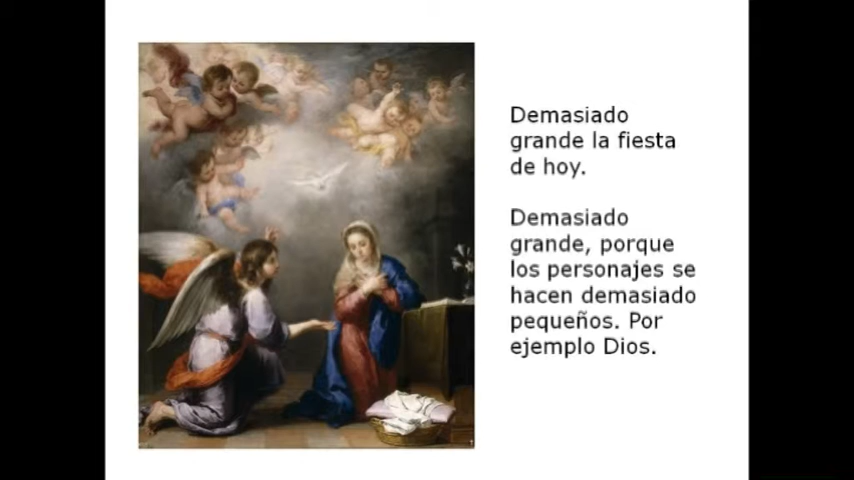 Demasiado
grande la fiesta
de hoy.
Demasiado
grande, porque
los personajes se
hacen demasiado
pequeños. Por
ejemplo Dios.